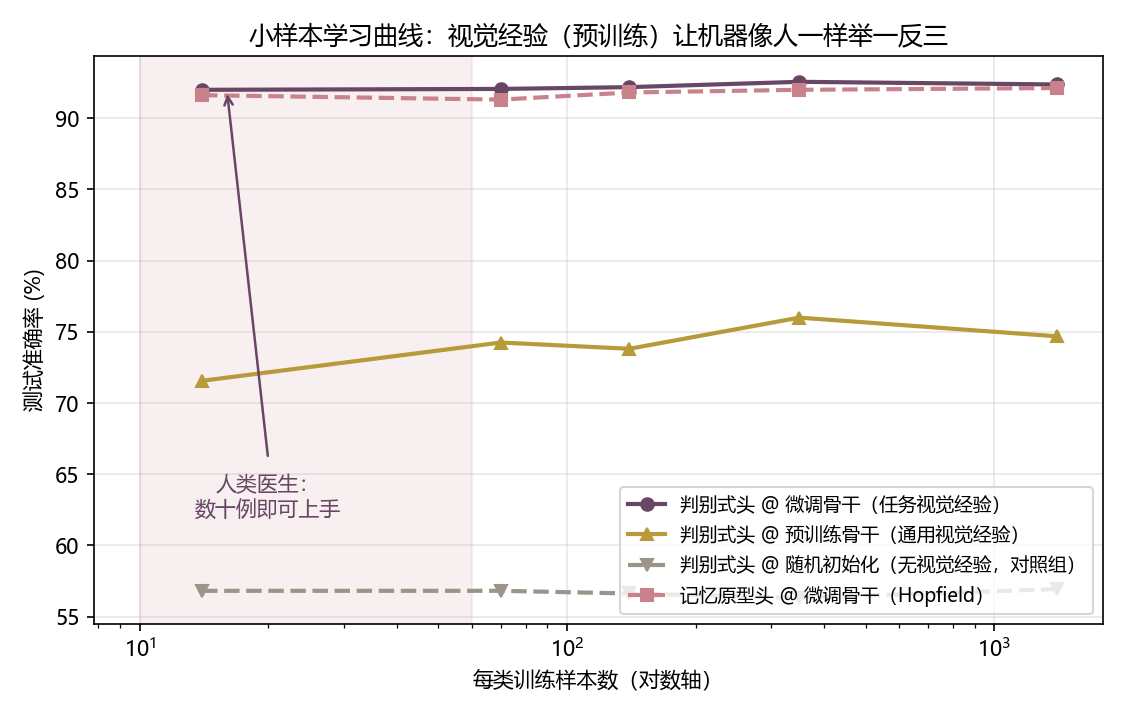 小样本学习曲线：视觉经验（预训练）让机器像人一样举一反三
测试准确率 (%)
90
85
80
75
70
65
60
55
人类医生：
数十例即可上手
判别式头 @ 微调骨干（任务视觉经验）
判别式头 @ 预训练骨干（通用视觉经验）
判别式头 @ 随机初始化（无视觉经验，对照组）
记忆原型头 @ 微调骨干（Hopfield）
10¹ 10² 10³
每类训练样本数（对数轴）